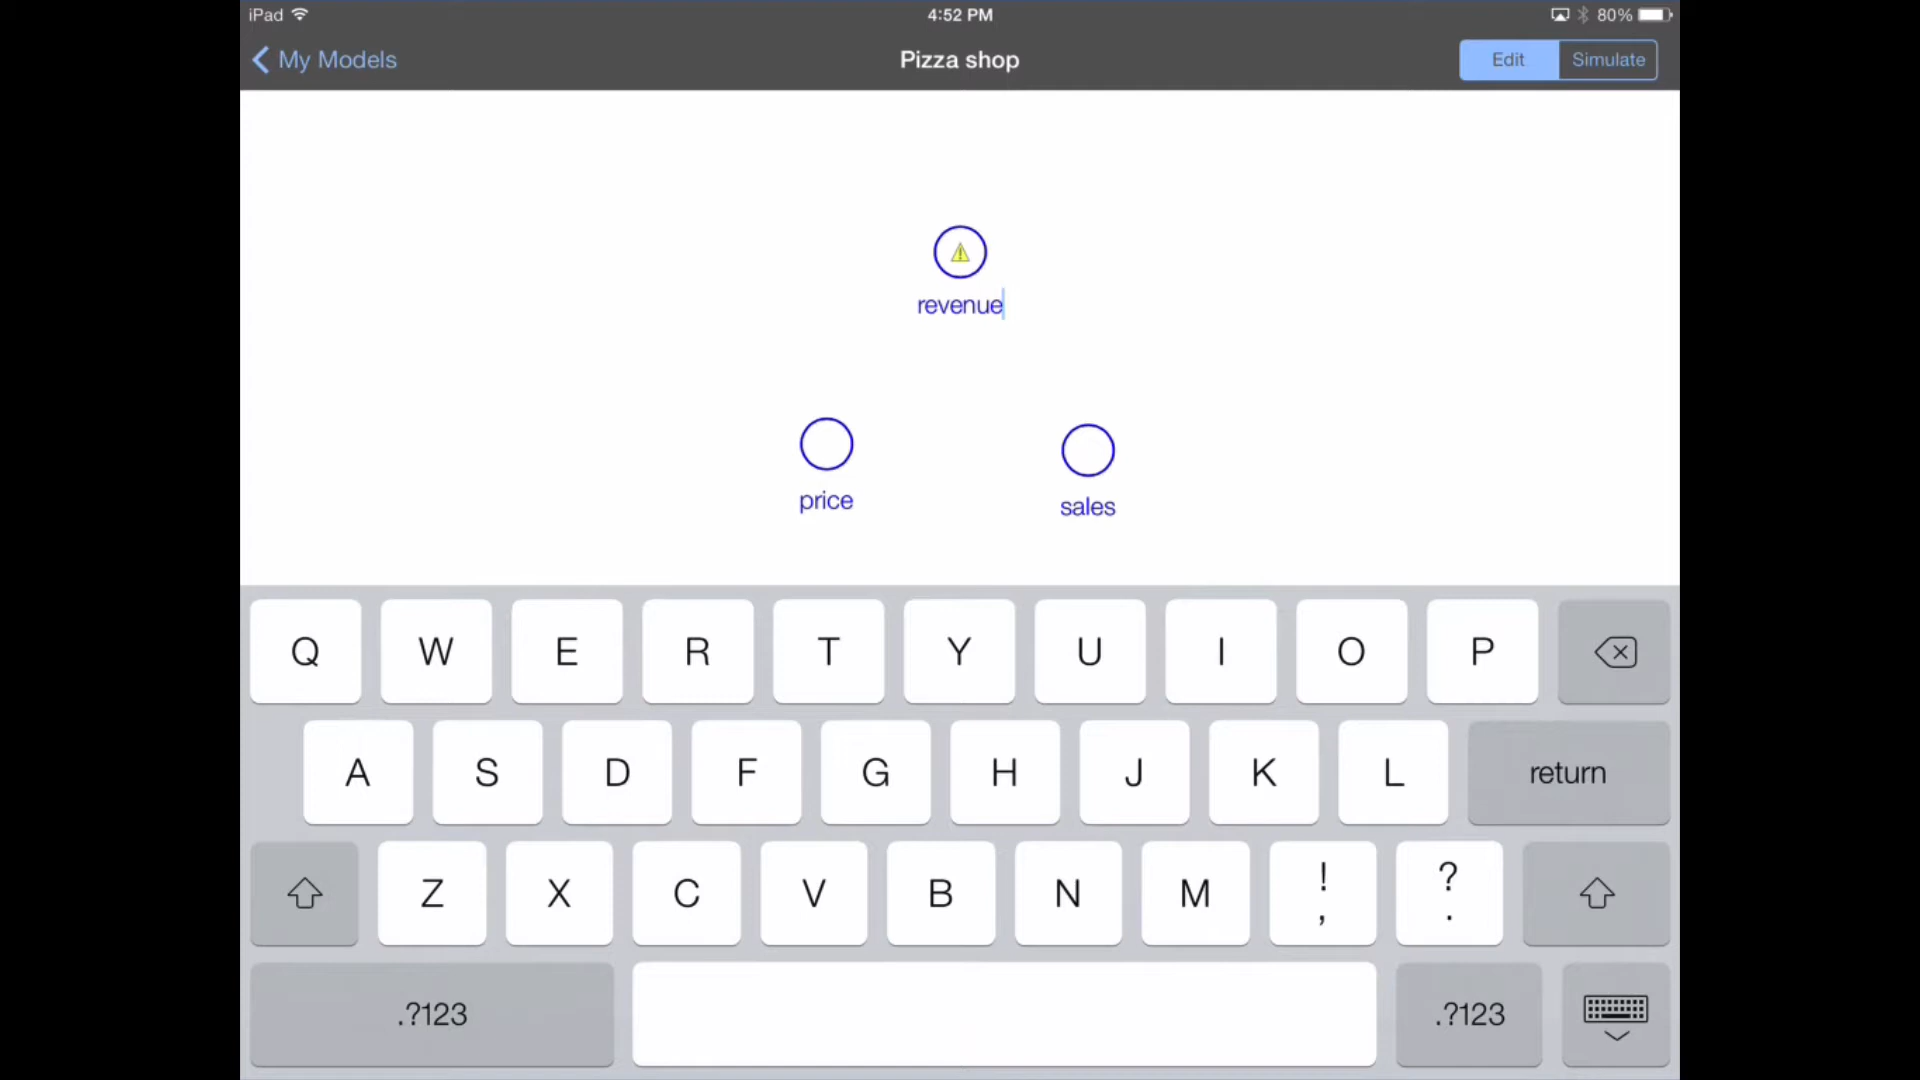 iPad
4:52 PM
80%
My Models
Pizza shop
Edit
Simulate
revenue
price
sales
Q W E R T Y U I O P
A S D F G H J K L return
Z X C V B N M ! , ? .
.?123 .?123